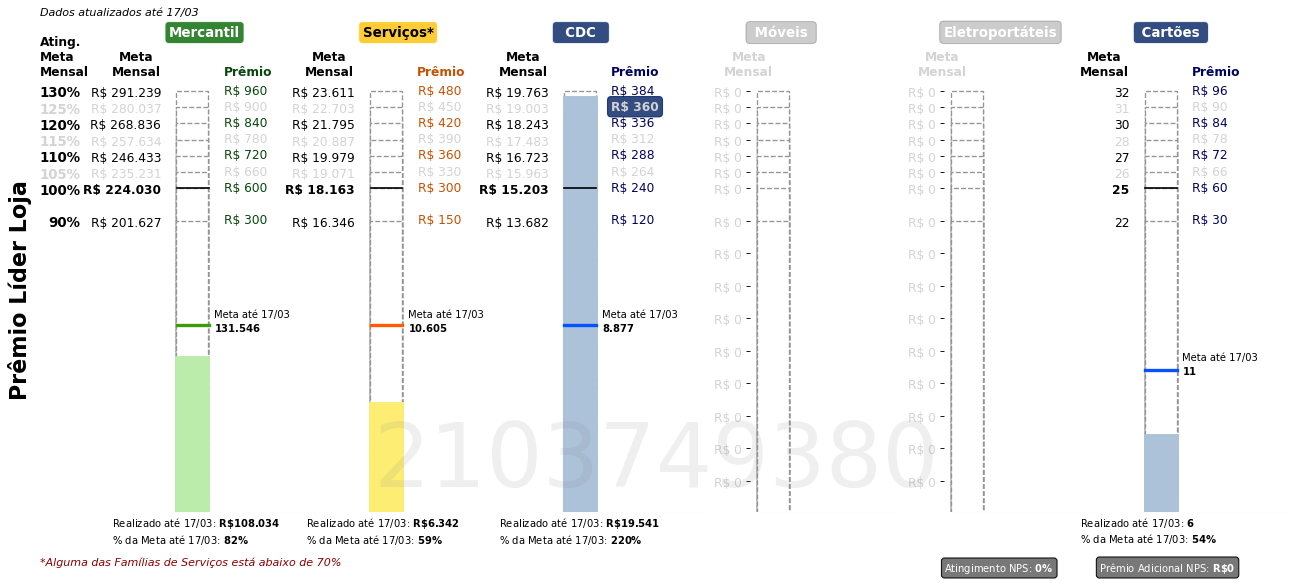 Dados atualizados até 17/03
Mercantil Serviços* CDC Móveis Eletroportáteis Cartões
Ating. Meta Mensal Meta Mensal Prêmio Meta Mensal Prêmio Meta Mensal Prêmio Meta Mensal Meta Mensal Meta Mensal Prêmio
130% R$ 291.239 R$ 960 R$ 23.611 R$ 480 R$ 19.763 R$ 384 R$ 0 R$ 0 32 R$ 96
125% R$ 280.037 R$ 900 R$ 22.703 R$ 450 R$ 19.003 R$ 360 R$ 0 R$ 0 31 R$ 90
120% R$ 268.836 R$ 840 R$ 21.795 R$ 420 R$ 18.243 R$ 336 R$ 0 R$ 0 30 R$ 84
115% R$ 257.634 R$ 780 R$ 20.887 R$ 390 R$ 17.483 R$ 312 R$ 0 R$ 0 28 R$ 78
110% R$ 246.433 R$ 720 R$ 19.979 R$ 360 R$ 16.723 R$ 288 R$ 0 R$ 0 27 R$ 72
105% R$ 235.231 R$ 660 R$ 19.071 R$ 330 R$ 15.963 R$ 264 R$ 0 R$ 0 26 R$ 66
100% R$ 224.030 R$ 600 R$ 18.163 R$ 300 R$ 15.203 R$ 240 R$ 0 R$ 0 25 R$ 60
90% R$ 201.627 R$ 300 R$ 16.346 R$ 150 R$ 13.682 R$ 120 R$ 0 R$ 0 22 R$ 30
R$ 0 R$ 0
R$ 0 R$ 0
R$ 0 R$ 0
R$ 0 R$ 0
R$ 0 R$ 0
R$ 0 R$ 0
R$ 0 R$ 0
R$ 0 R$ 0
Prêmio Líder Loja
Meta até 17/03 Meta até 17/03 Meta até 17/03
131.546 10.605 8.877
Meta até 17/03
11
2103749380
Realizado até 17/03: R$108.034 Realizado até 17/03: R$6.342 Realizado até 17/03: R$19.541 Realizado até 17/03: 6
% da Meta até 17/03: 82% % da Meta até 17/03: 59% % da Meta até 17/03: 220% % da Meta até 17/03: 54%
*Alguma das Famílias de Serviços está abaixo de 70%
Atingimento NPS: 0% Prêmio Adicional NPS: R$0